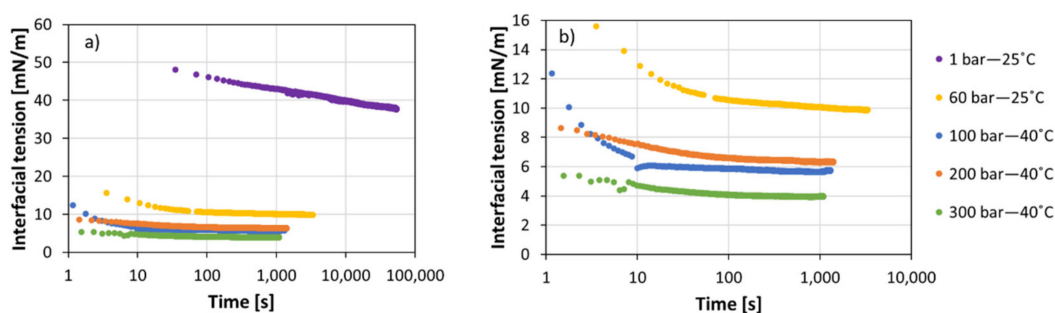 a)
Interfacial tension [mN/m]
60
50
40
30
20
10
0
1
10
100
1,000
10,000
100,000
Time [s]
b)
Interfacial tension [mN/m]
16
14
12
10
8
6
4
2
0
1
10
100
1,000
10,000
Time [s]
1 bar—25˚C
60 bar—25˚C
100 bar—40˚C
200 bar—40˚C
300 bar—40˚C